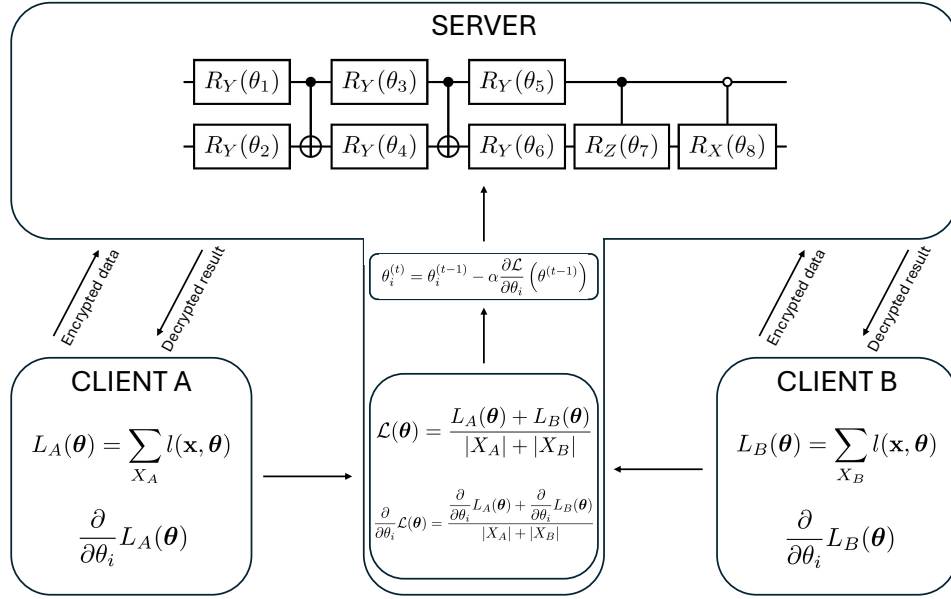 SERVER
R_Y(θ_1) R_Y(θ_3) R_Y(θ_5)
R_Y(θ_2) R_Y(θ_4) R_Y(θ_6) R_Z(θ_7) R_X(θ_8)
Encrypted data
Decrypted result
θ_i^{(t)} = θ_i^{(t−1)} − α ∂ℒ/∂θ_i (θ^{(t−1)})
Encrypted data
Decrypted result
CLIENT A
L_A(𝜽) = ∑_{X_A} l(𝐱, 𝜽)
∂/∂θ_i L_A(𝜽)
ℒ(𝜽) = (L_A(𝜽) + L_B(𝜽))/(|X_A| + |X_B|)
∂/∂θ_i ℒ(𝜽) = (∂/∂θ_i L_A(𝜽) + ∂/∂θ_i L_B(𝜽))/(|X_A| + |X_B|)
CLIENT B
L_B(𝜽) = ∑_{X_B} l(𝐱, 𝜽)
∂/∂θ_i L_B(𝜽)